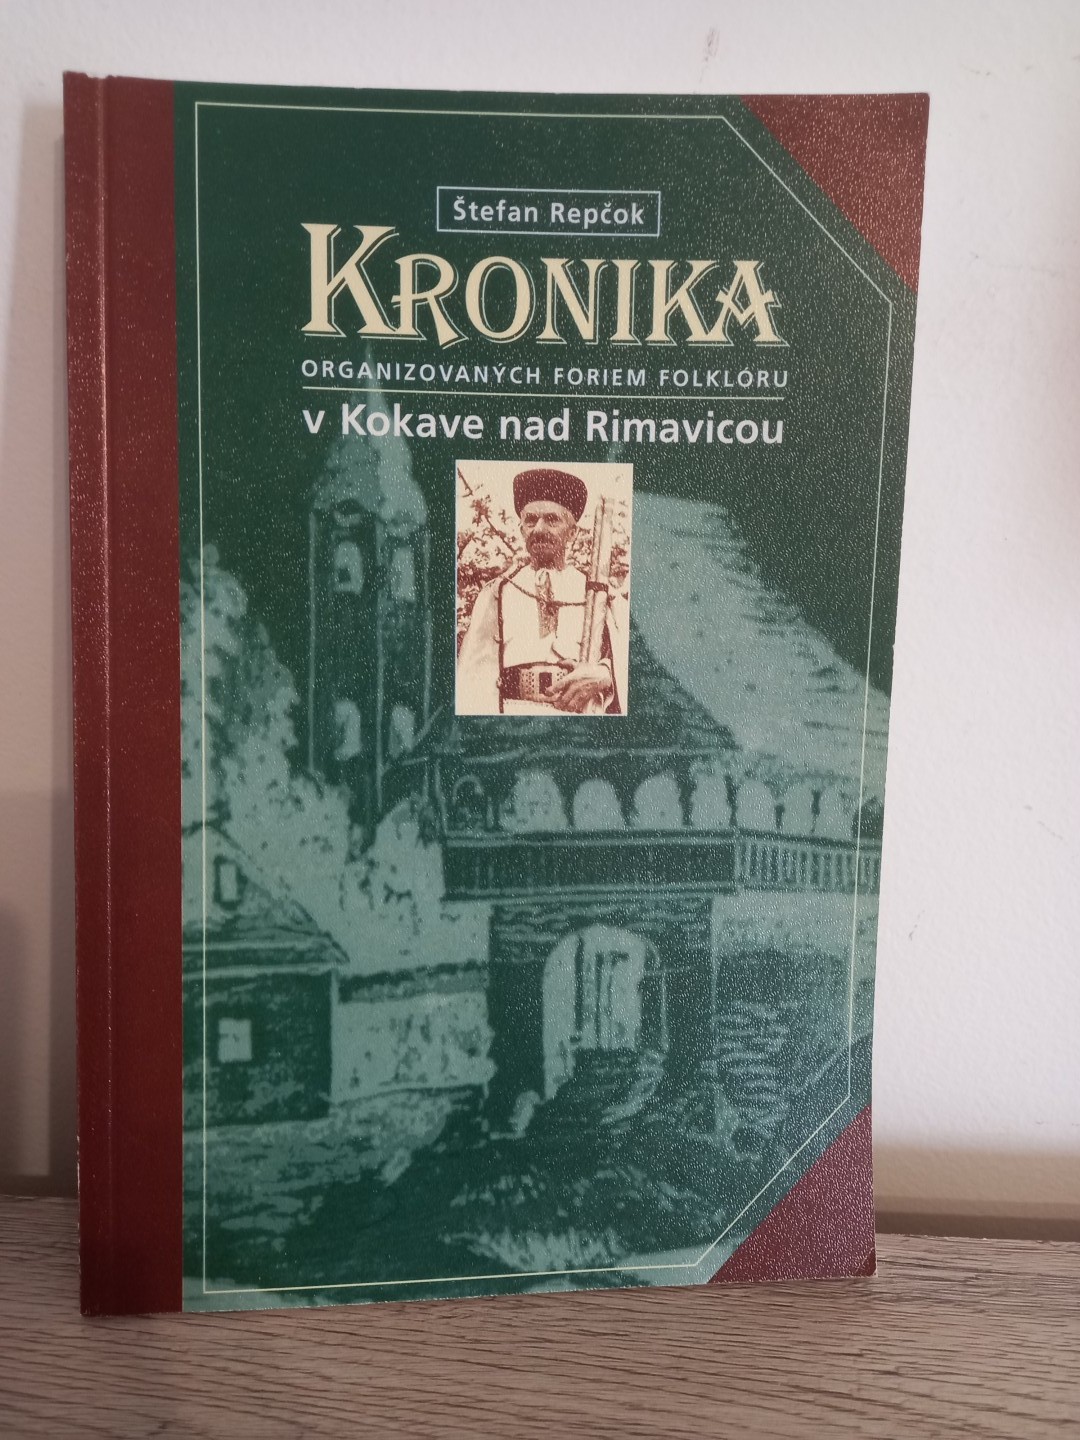 Štefan Repčok
KRONIKA
ORGANIZOVANÝCH FORIEM FOLKLÓRU
v Kokave nad Rimavicou